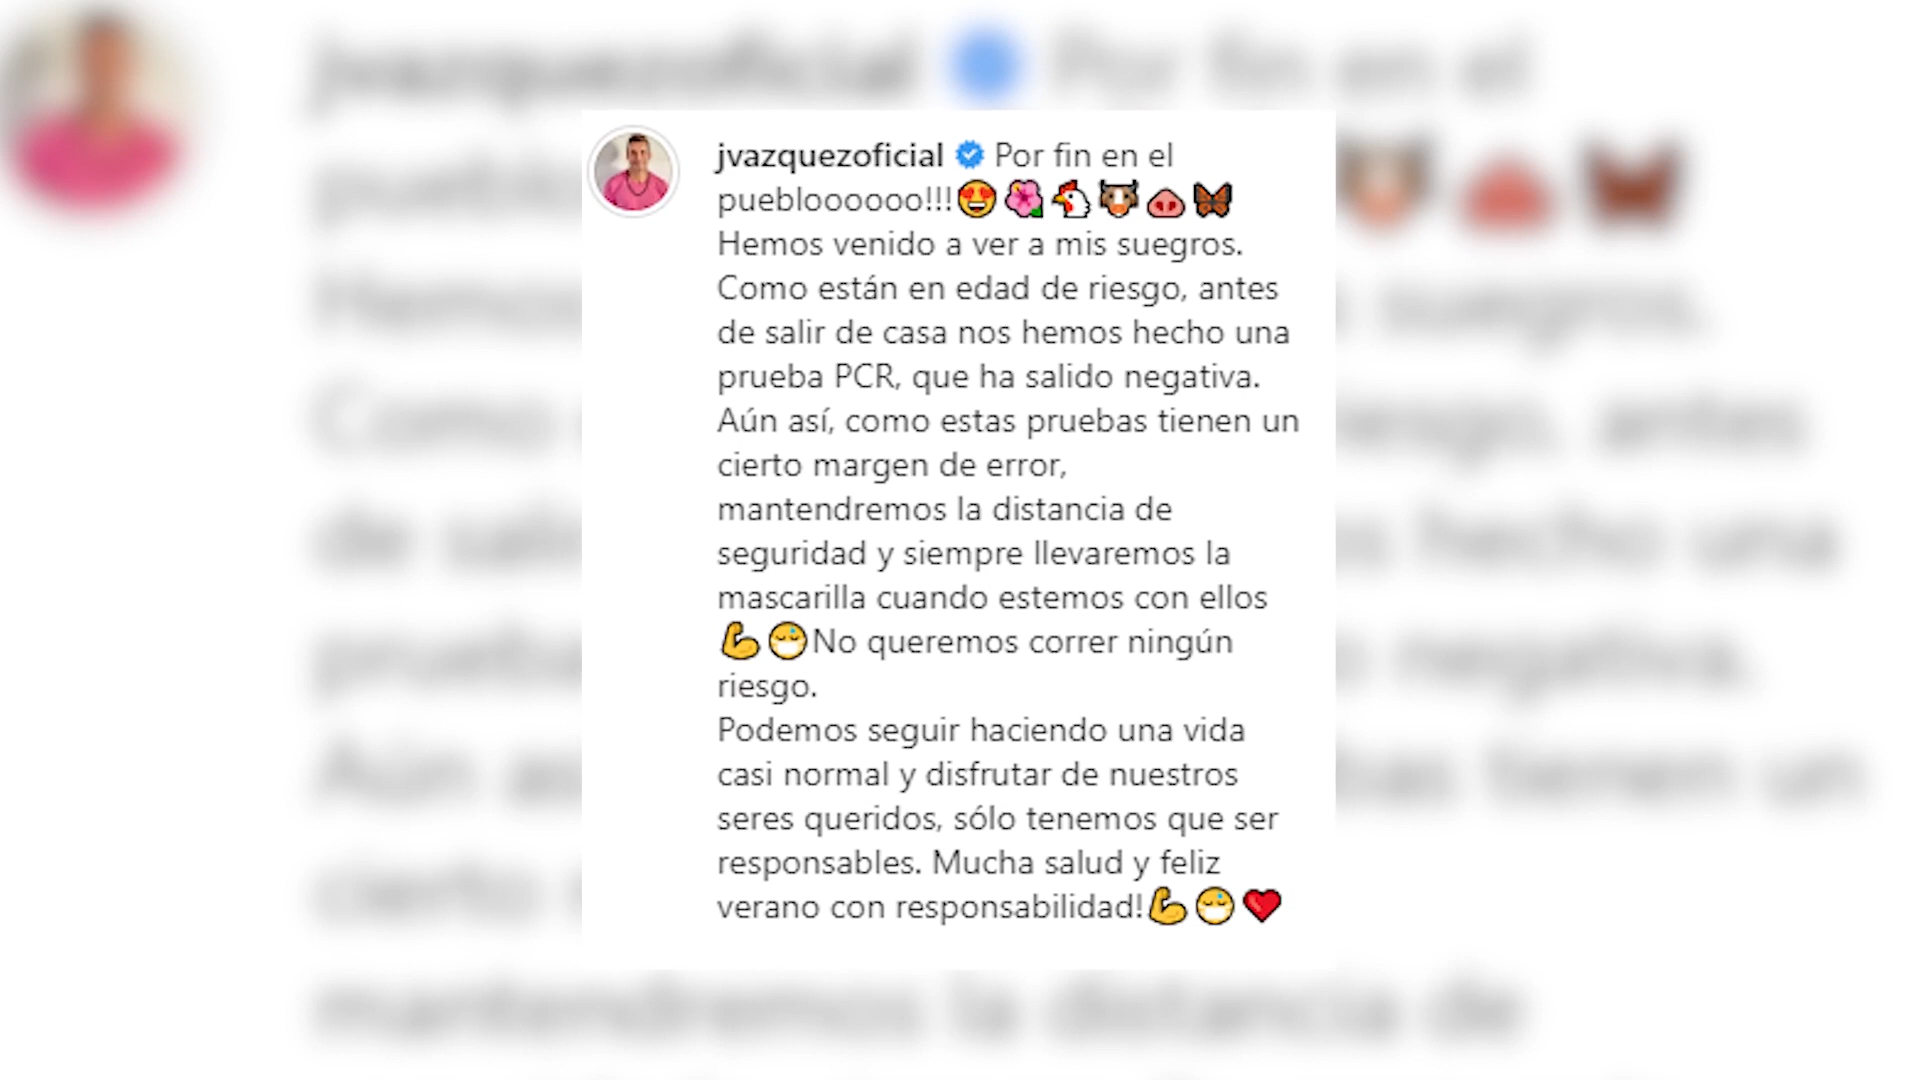 jvazquezoficial Por fin en el
puebloooooo!!!😍🌺🐔🐮🐽🦋
Hemos venido a ver a mis suegros.
Como están en edad de riesgo, antes
de salir de casa nos hemos hecho una
prueba PCR, que ha salido negativa.
Aún así, como estas pruebas tienen un
cierto margen de error,
mantendremos la distancia de
seguridad y siempre llevaremos la
mascarilla cuando estemos con ellos
💪😷No queremos correr ningún
riesgo.
Podemos seguir haciendo una vida
casi normal y disfrutar de nuestros
seres queridos, sólo tenemos que ser
responsables. Mucha salud y feliz
verano con responsabilidad!💪😷❤️